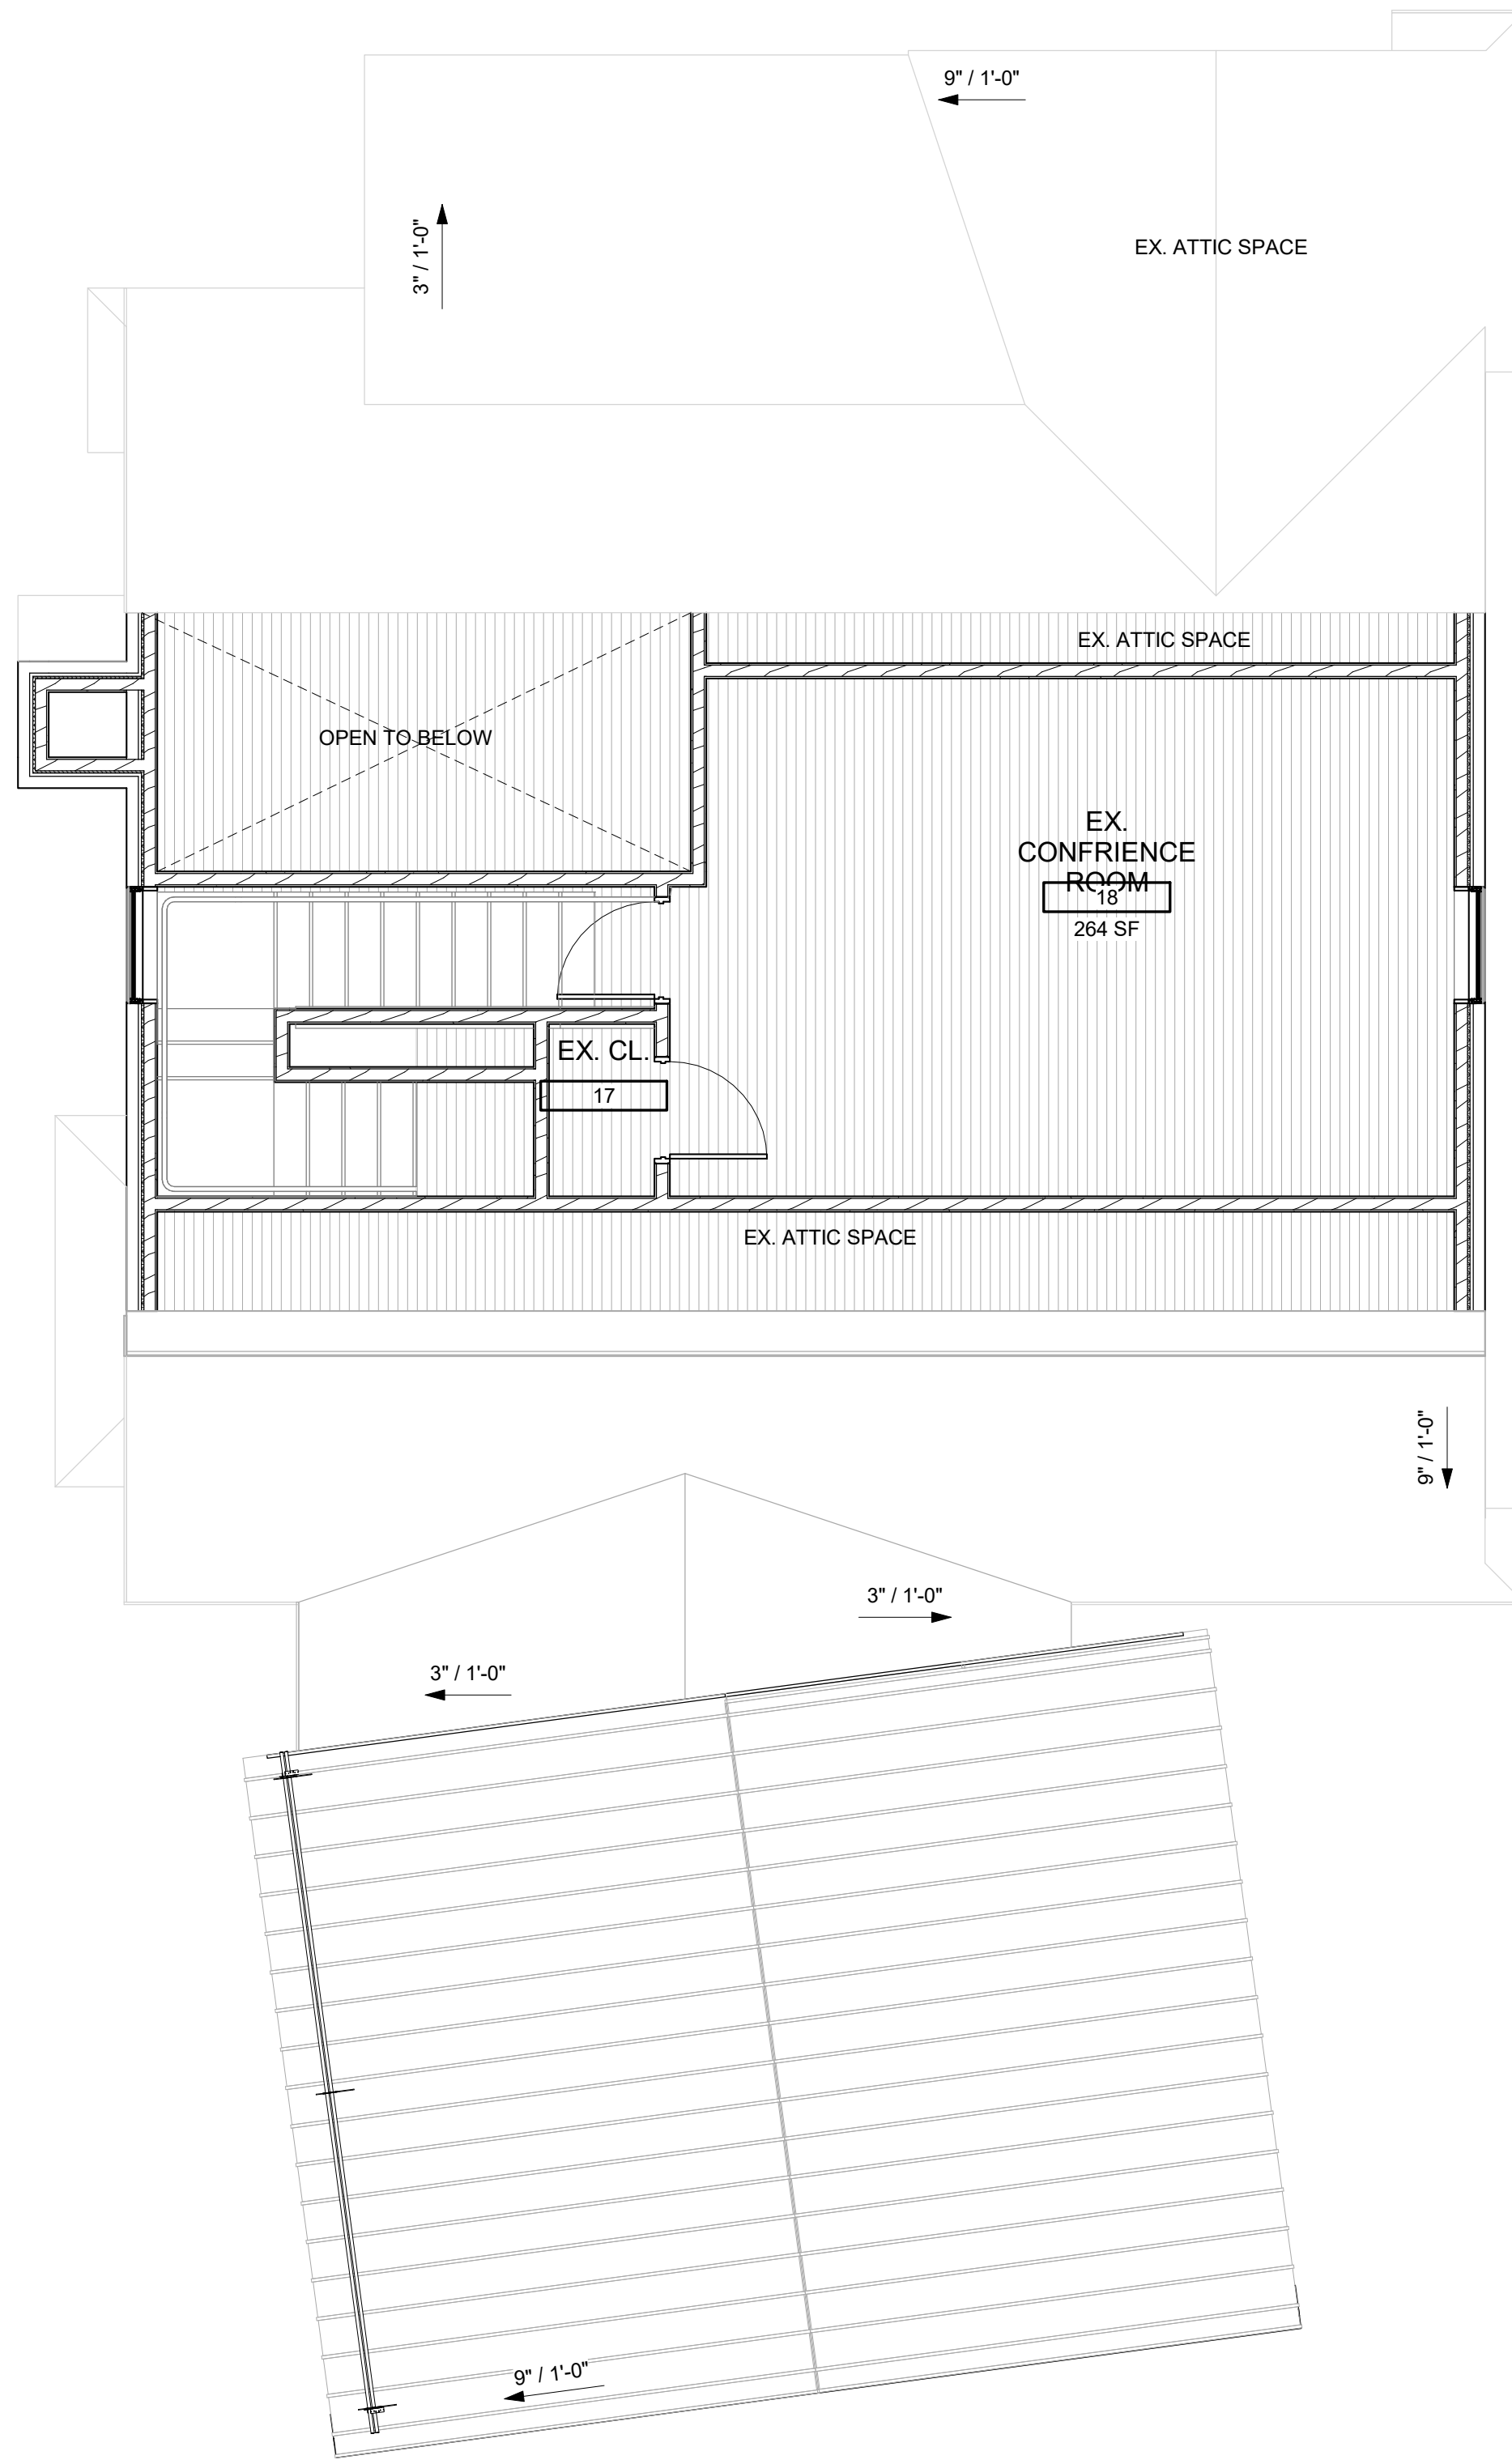 9" / 1'-0"
3" / 1'-0"
EX. ATTIC SPACE
EX. ATTIC SPACE
OPEN TO BELOW
EX.
CONFRIENCE
ROOM
18
264 SF
EX. CL.
17
EX. ATTIC SPACE
9" / 1'-0"
3" / 1'-0"
3" / 1'-0"
9" / 1'-0"